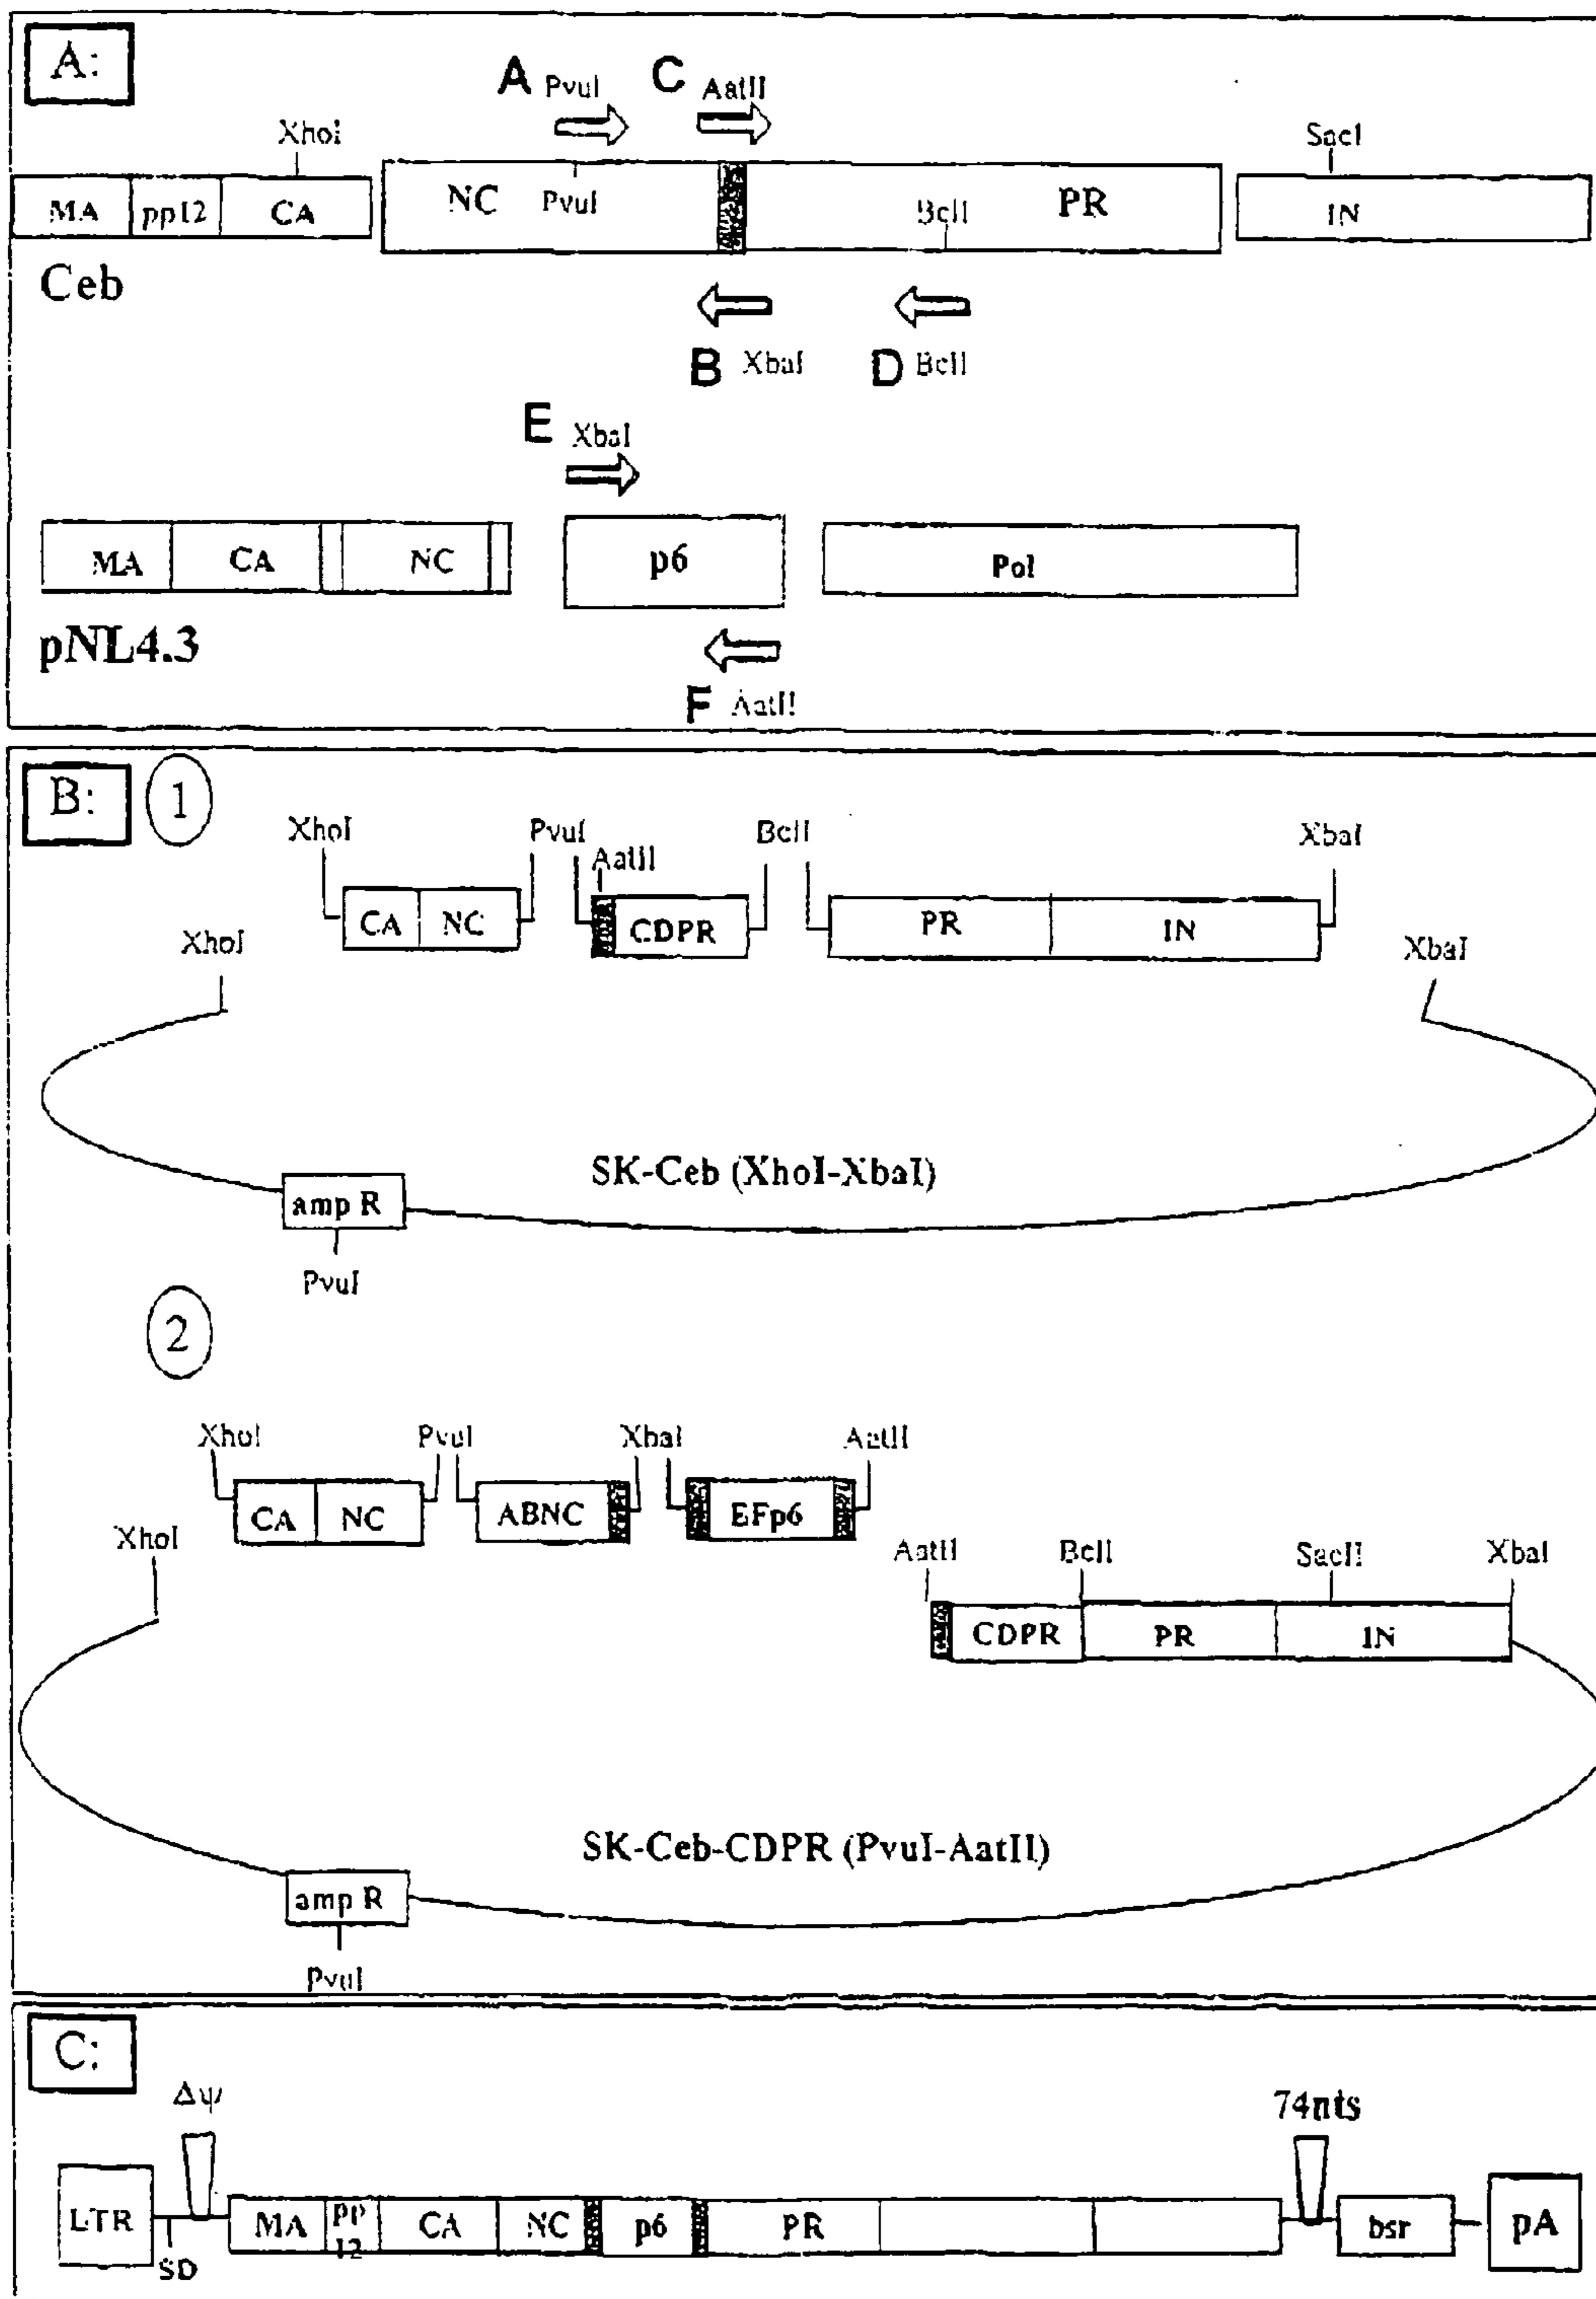 A:
A PvuI C AatII
XhoI SacI
MA pp12 CA NC PvuI BclI PR IN
Ceb
B XbaI D BclI
E XbaI
MA CA NC p6 Pol
pNL4.3
F AatII
B: 1
XhoI PvuI AatII BclI XbaI
CA NC CDPR PR IN
XhoI XbaI
SK-Ceb (XhoI-XbaI)
amp R
PvuI
2
XhoI PvuI XbaI AatII
CA NC ABNC EFp6
XhoI AatII BclI SacII XbaI
CDPR PR IN
SK-Ceb-CDPR (PvuI-AatII)
amp R
PvuI
C:
Δψ 74nts
LTR MA pp CA NC p6 PR bsr pA
SD 12